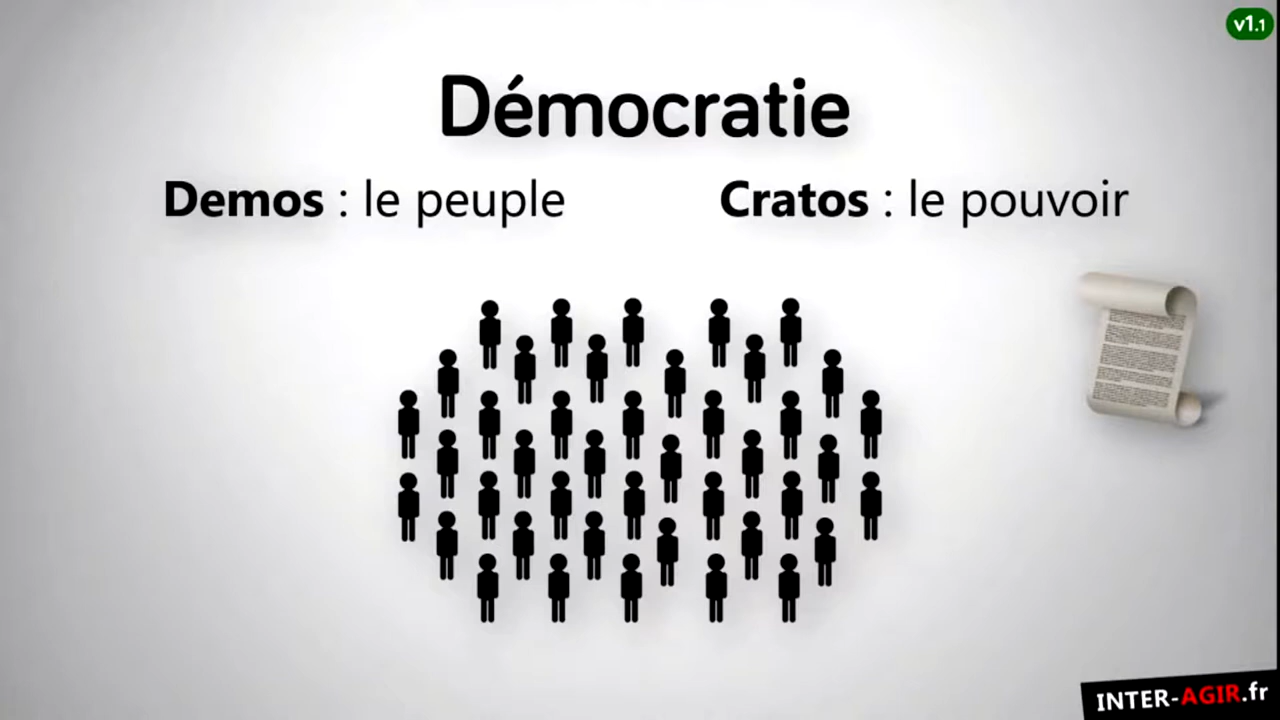 v1.1
Démocratie
Demos : le peuple
Cratos : le pouvoir
INTER-AGIR.fr